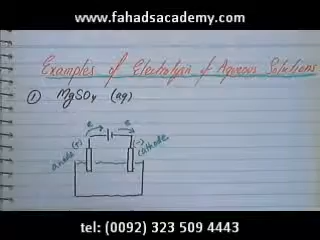 www.fahadsacademy.com
Examples of Electrolysis of Aqueous Solutions
① MgSO4 (aq)
e e
anode (+) (-) cathode
tel: (0092) 323 509 4443